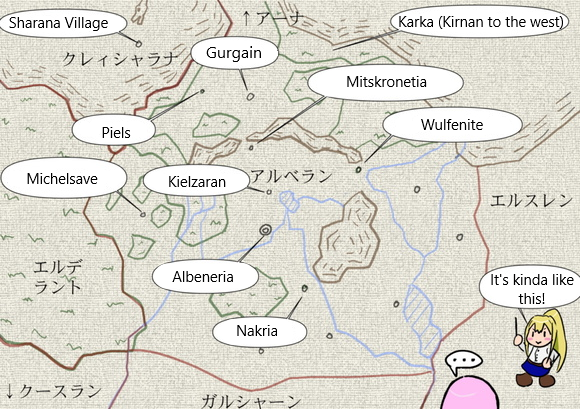 ↑アーナ
Karka (Kirnan to the west)
Sharana Village
クレィシャラナ
Gurgain
Mitskronetia
Piels
Wulfenite
Michelsave
Kielzaran
アルベラン
エルスレン
Albeneria
エルデ
ラント
It's kinda like
this!
Nakria
↓クースラン
ガルシャーン
...